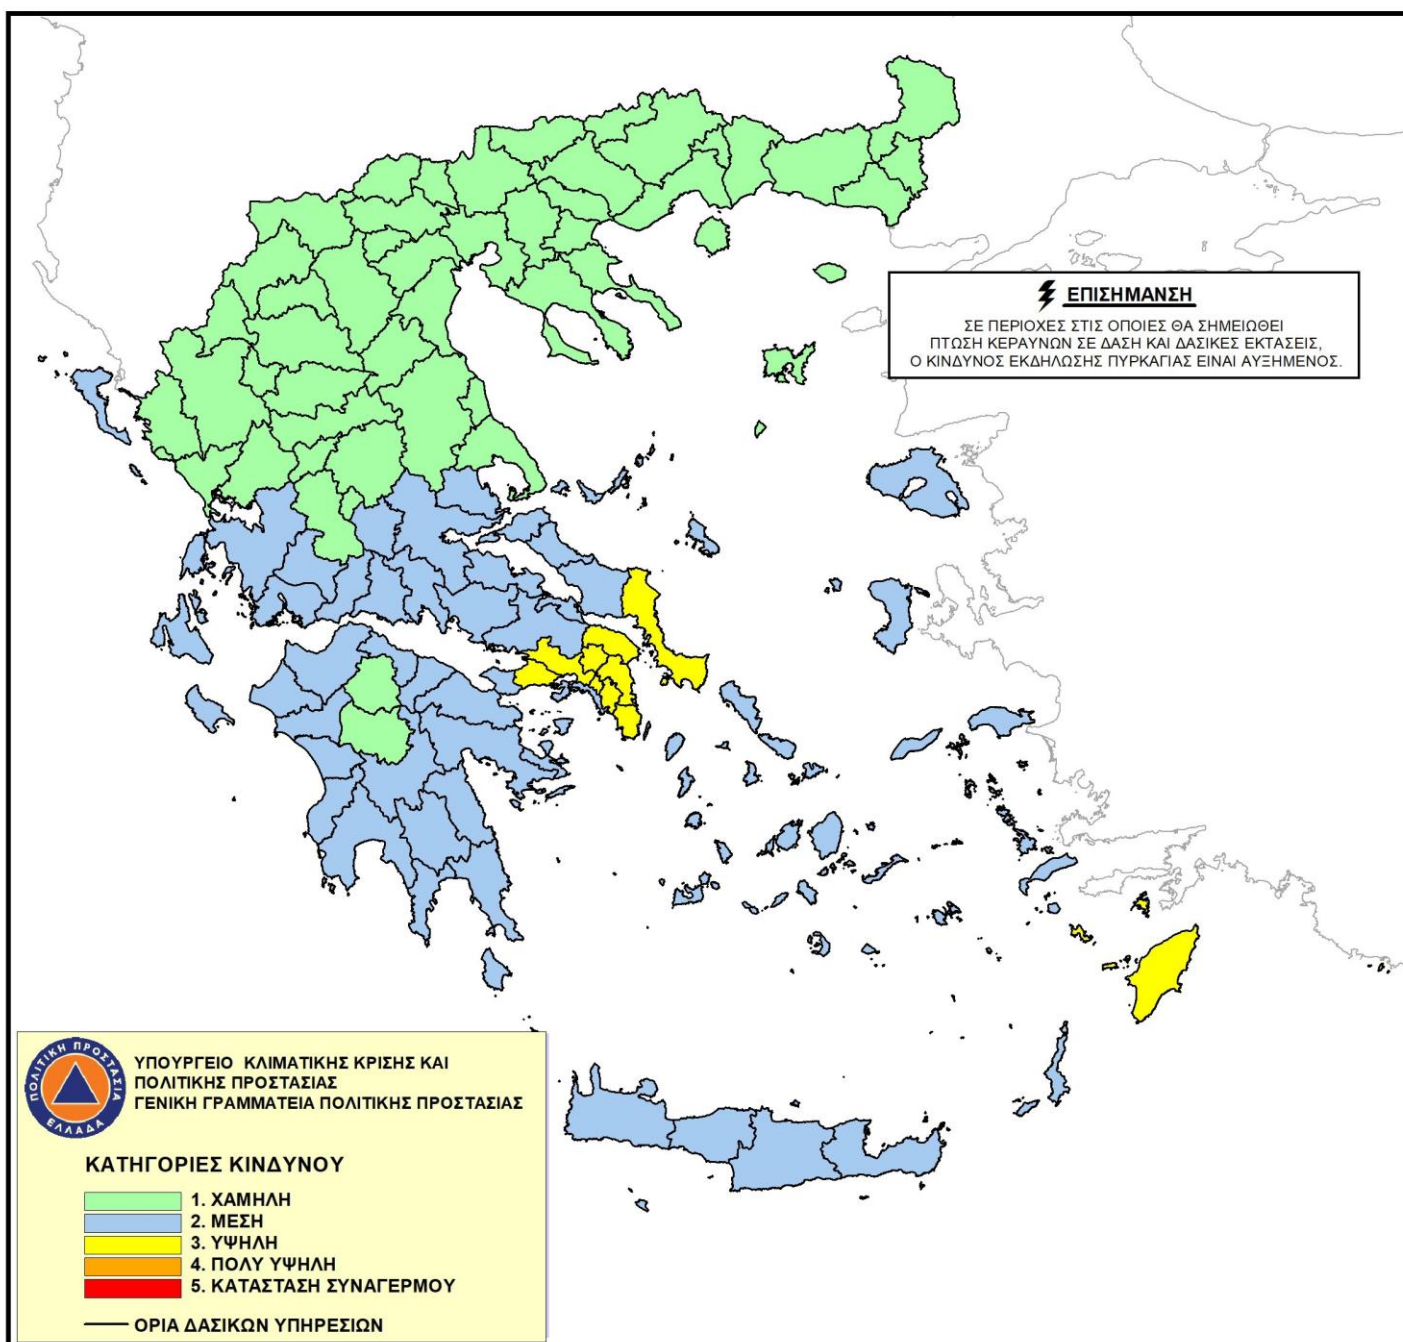 ΕΠΙΣΗΜΑΝΣΗ
ΣΕ ΠΕΡΙΟΧΕΣ ΣΤΙΣ ΟΠΟΙΕΣ ΘΑ ΣΗΜΕΙΩΘΕΙ
ΠΤΩΣΗ ΚΕΡΑΥΝΩΝ ΣΕ ΔΑΣΗ ΚΑΙ ΔΑΣΙΚΕΣ ΕΚΤΑΣΕΙΣ,
Ο ΚΙΝΔΥΝΟΣ ΕΚΔΗΛΩΣΗΣ ΠΥΡΚΑΓΙΑΣ ΕΙΝΑΙ ΑΥΞΗΜΕΝΟΣ.
ΠΟΛΙΤΙΚΗ ΠΡΟΣΤΑΣΙΑ
ΕΛΛΑΔΑ
ΥΠΟΥΡΓΕΙΟ ΚΛΙΜΑΤΙΚΗΣ ΚΡΙΣΗΣ ΚΑΙ
ΠΟΛΙΤΙΚΗΣ ΠΡΟΣΤΑΣΙΑΣ
ΓΕΝΙΚΗ ΓΡΑΜΜΑΤΕΙΑ ΠΟΛΙΤΙΚΗΣ ΠΡΟΣΤΑΣΙΑΣ
ΚΑΤΗΓΟΡΙΕΣ ΚΙΝΔΥΝΟΥ
1. ΧΑΜΗΛΗ
2. ΜΕΣΗ
3. ΥΨΗΛΗ
4. ΠΟΛΥ ΥΨΗΛΗ
5. ΚΑΤΑΣΤΑΣΗ ΣΥΝΑΓΕΡΜΟΥ
ΟΡΙΑ ΔΑΣΙΚΩΝ ΥΠΗΡΕΣΙΩΝ